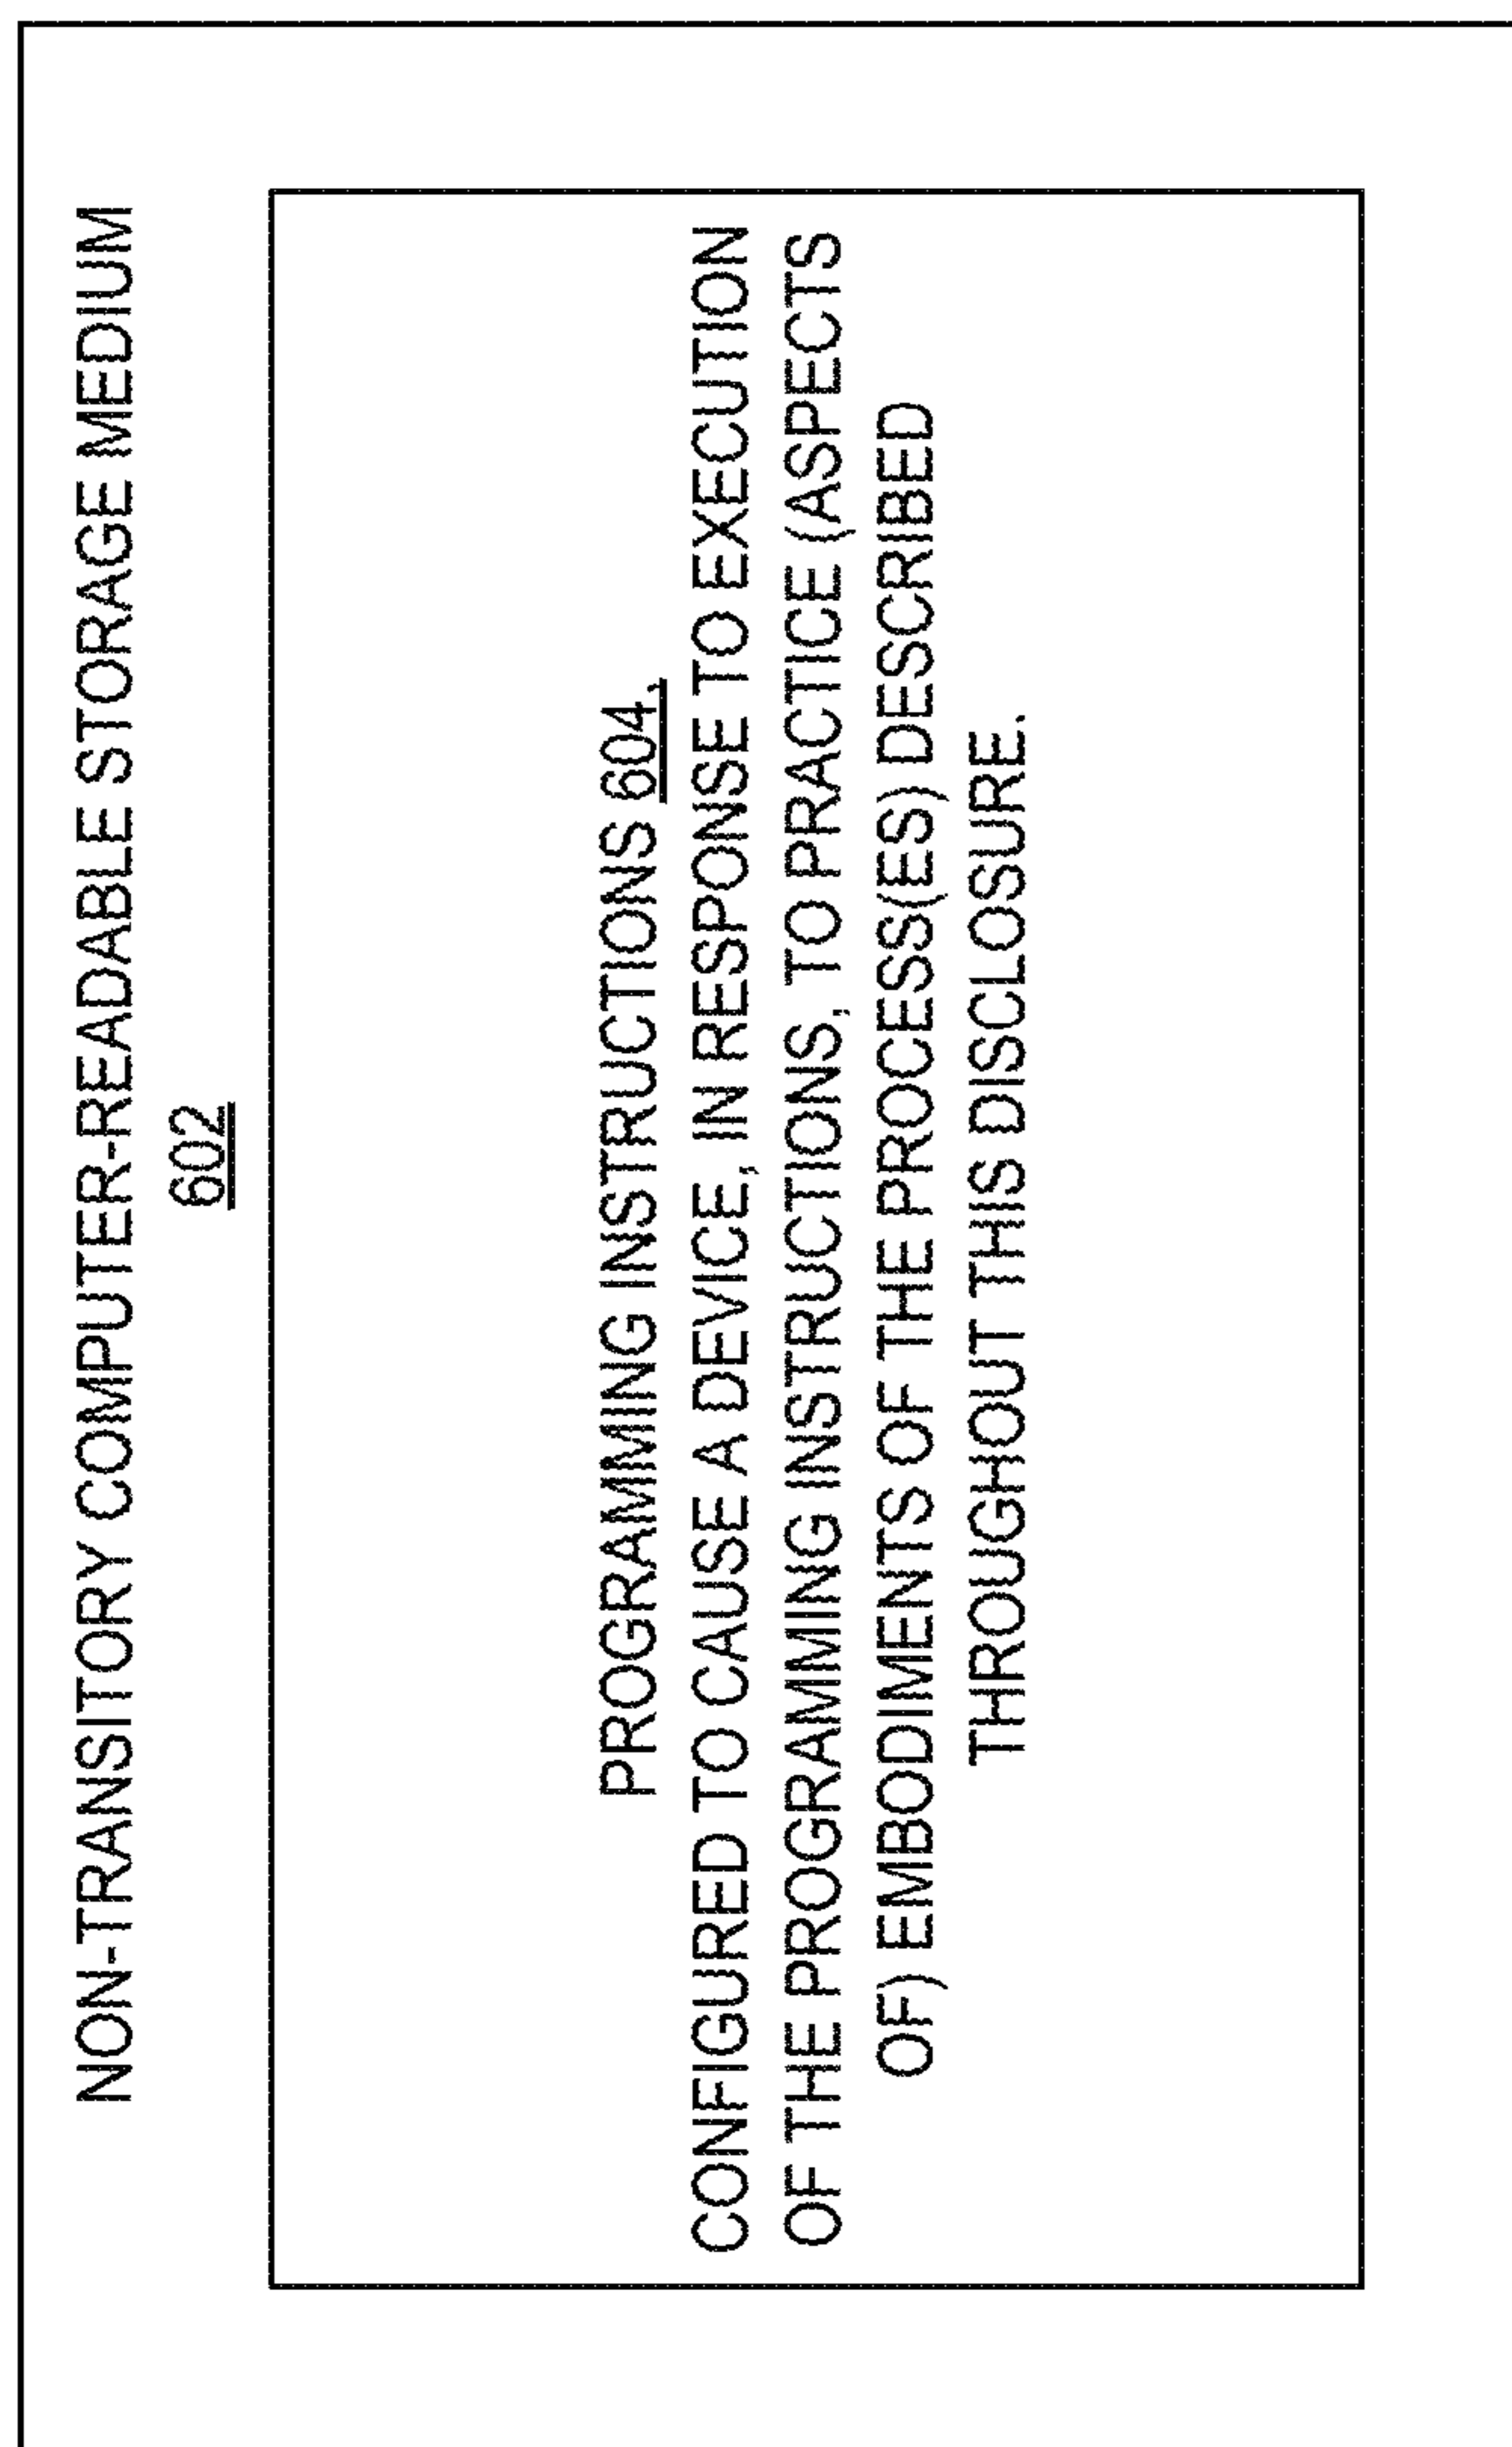 NON-TRANSITORY COMPUTER-READABLE STORAGE MEDIUM
602
PROGRAMMING INSTRUCTIONS 604,
CONFIGURED TO CAUSE A DEVICE, IN RESPONSE TO EXECUTION
OF THE PROGRAMMING INSTRUCTIONS, TO PRACTICE (ASPECTS
OF) EMBODIMENTS OF THE PROCESS(ES) DESCRIBED
THROUGHOUT THIS DISCLOSURE.